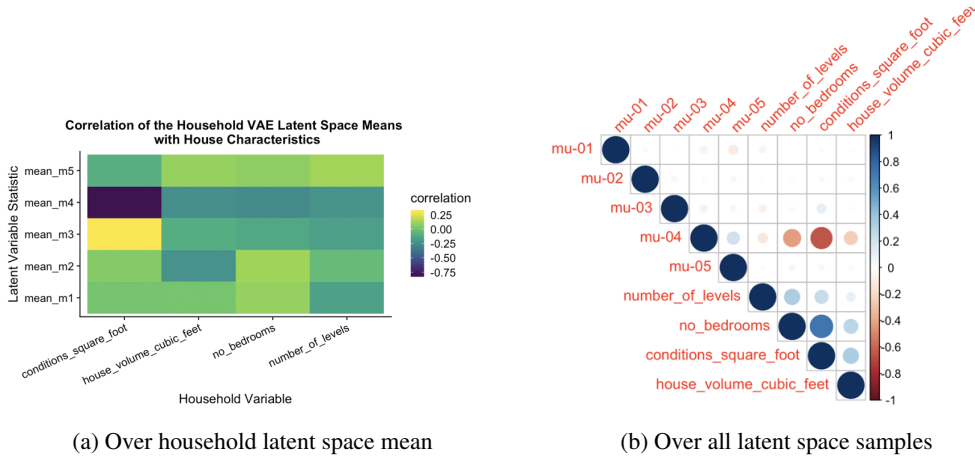 Correlation of the Household VAE Latent Space Means
with House Characteristics
Latent Variable Statistic
mean_m5
mean_m4
mean_m3
mean_m2
mean_m1
conditions_square_foot
house_volume_cubic_feet
no_bedrooms
number_of_levels
Household Variable
correlation
0.25
0.00
-0.25
-0.50
-0.75
(a) Over household latent space mean
mu-01
mu-02
mu-03
mu-04
mu-05
number_of_levels
no_bedrooms
conditions_square_foot
house_volume_cubic_feet
mu-01
mu-02
mu-03
mu-04
mu-05
number_of_levels
no_bedrooms
conditions_square_foot
house_volume_cubic_feet
1
0.8
0.6
0.4
0.2
0
-0.2
-0.4
-0.6
-0.8
-1
(b) Over all latent space samples